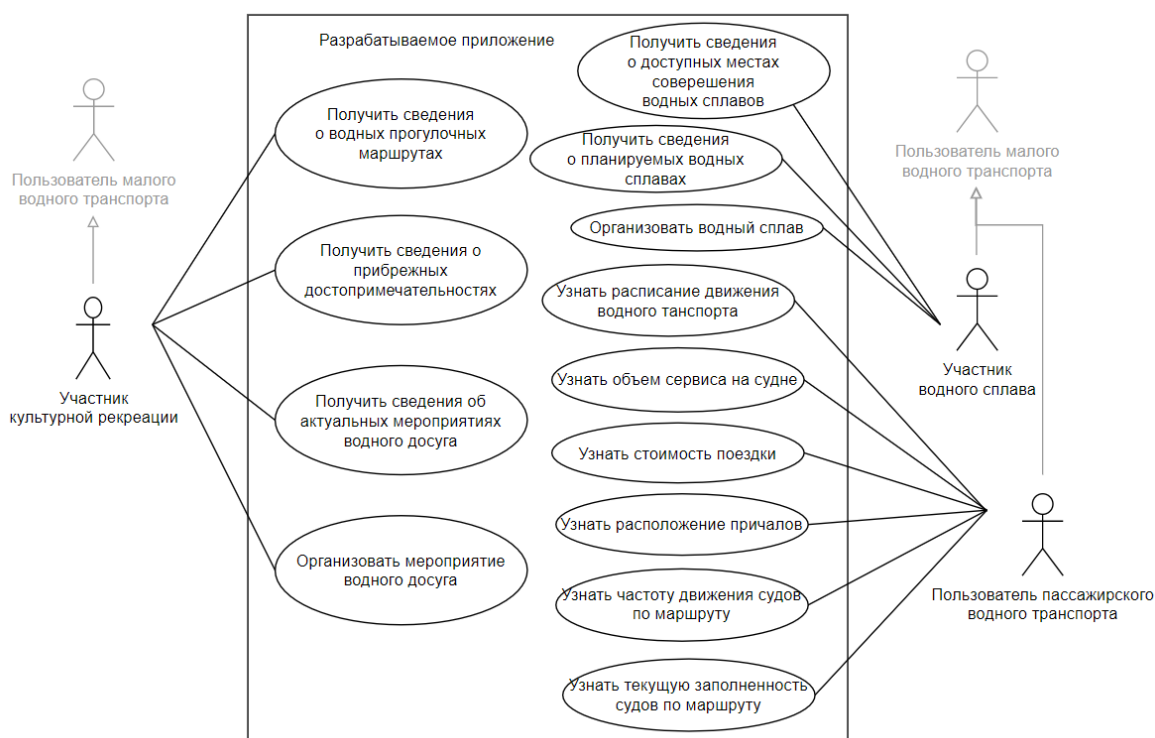 Разрабатываемое приложение
Пользователь малого
водного транспорта
Участник
культурной рекреации
Получить сведения
о водных прогулочных
маршрутах
Получить сведения о
прибрежных
достопримечательностях
Получить сведения об
актуальных мероприятиях
водного досуга
Организовать мероприятие
водного досуга
Получить сведения
о доступных местах
соверешения
водных сплавов
Получить сведения
о планируемых водных
сплавах
Организовать водный сплав
Узнать расписание движения
водного танспорта
Узнать объем сервиса на судне
Узнать стоимость поездки
Узнать расположение причалов
Узнать частоту движения судов
по маршруту
Узнать текущую заполненность
судов по маршруту
Пользователь малого
водного транспорта
Участник
водного сплава
Пользователь пассажирского
водного транспорта